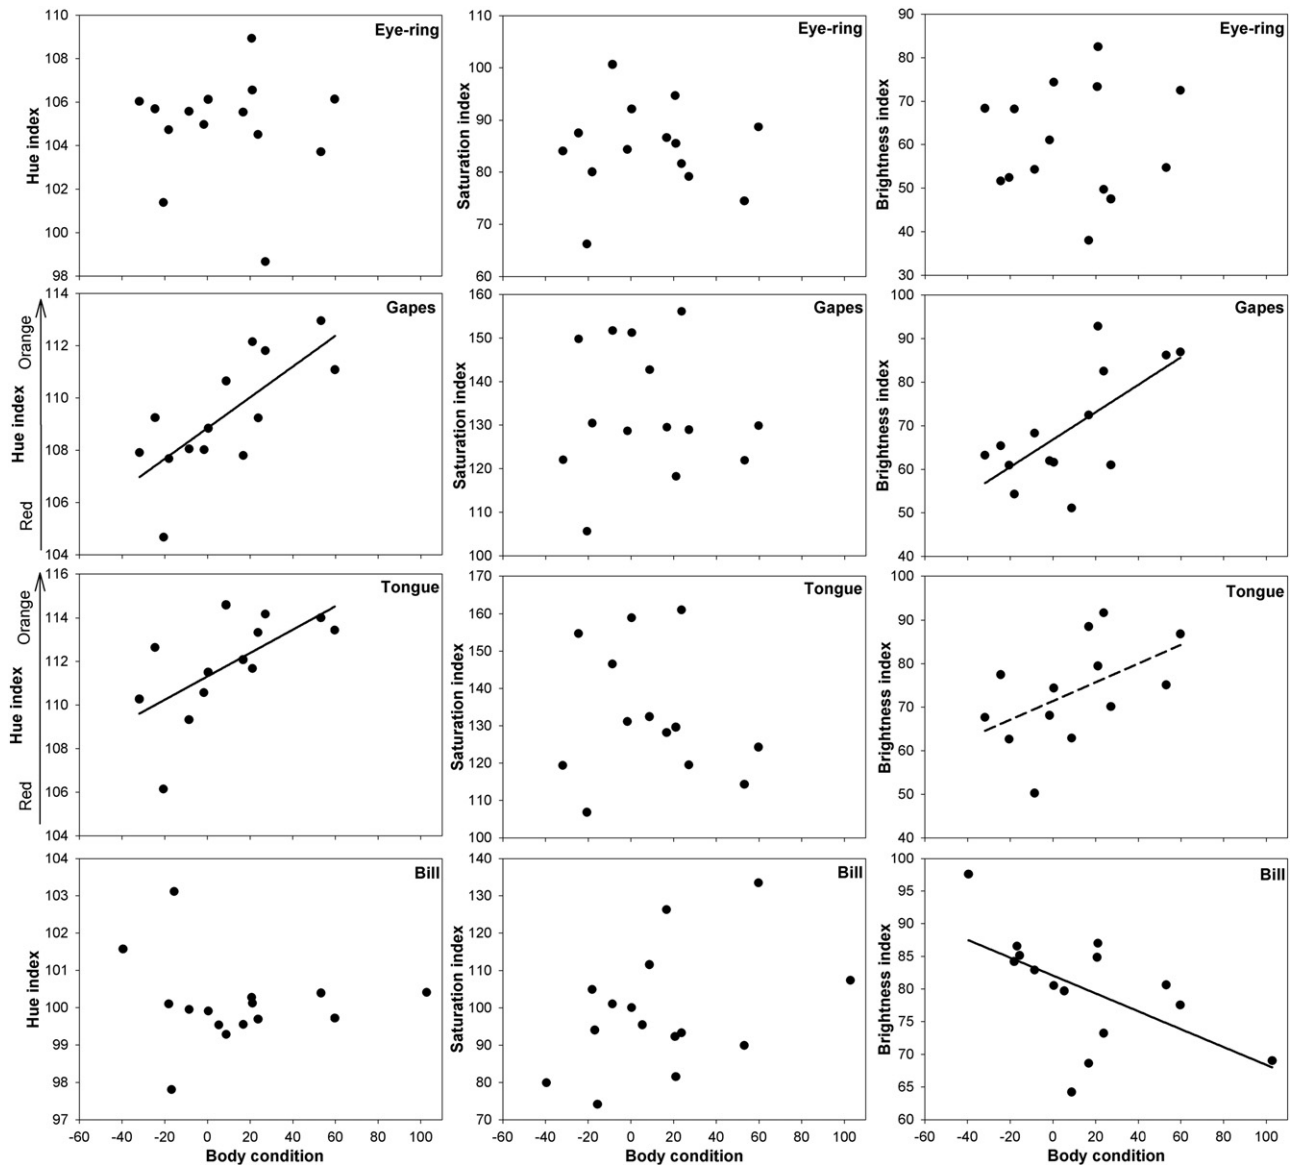 110
108
106
104
102
100
98
Hue index
Eye-ring
100
90
80
70
60
Saturation index
Eye-ring
90
80
70
60
50
40
30
Brightness index
Eye-ring
114
112
110
108
106
104
Hue index
Red
Orange
Gapes
160
150
140
130
120
110
100
Saturation index
Gapes
100
90
80
70
60
50
40
Brightness index
Gapes
116
114
112
110
108
106
104
Hue index
Red
Orange
Tongue
170
160
150
140
130
120
110
100
Saturation index
Tongue
100
90
80
70
60
50
40
Brightness index
Tongue
104
103
102
101
100
99
98
97
Hue index
Bill
-60 -40 -20 0 20 40 60 80 100
Body condition
140
130
120
110
100
90
80
70
Saturation index
Bill
-60 -40 -20 0 20 40 60 80 100
Body condition
100
95
90
85
80
75
70
65
60
Brightness index
Bill
-60 -40 -20 0 20 40 60 80 100
Body condition